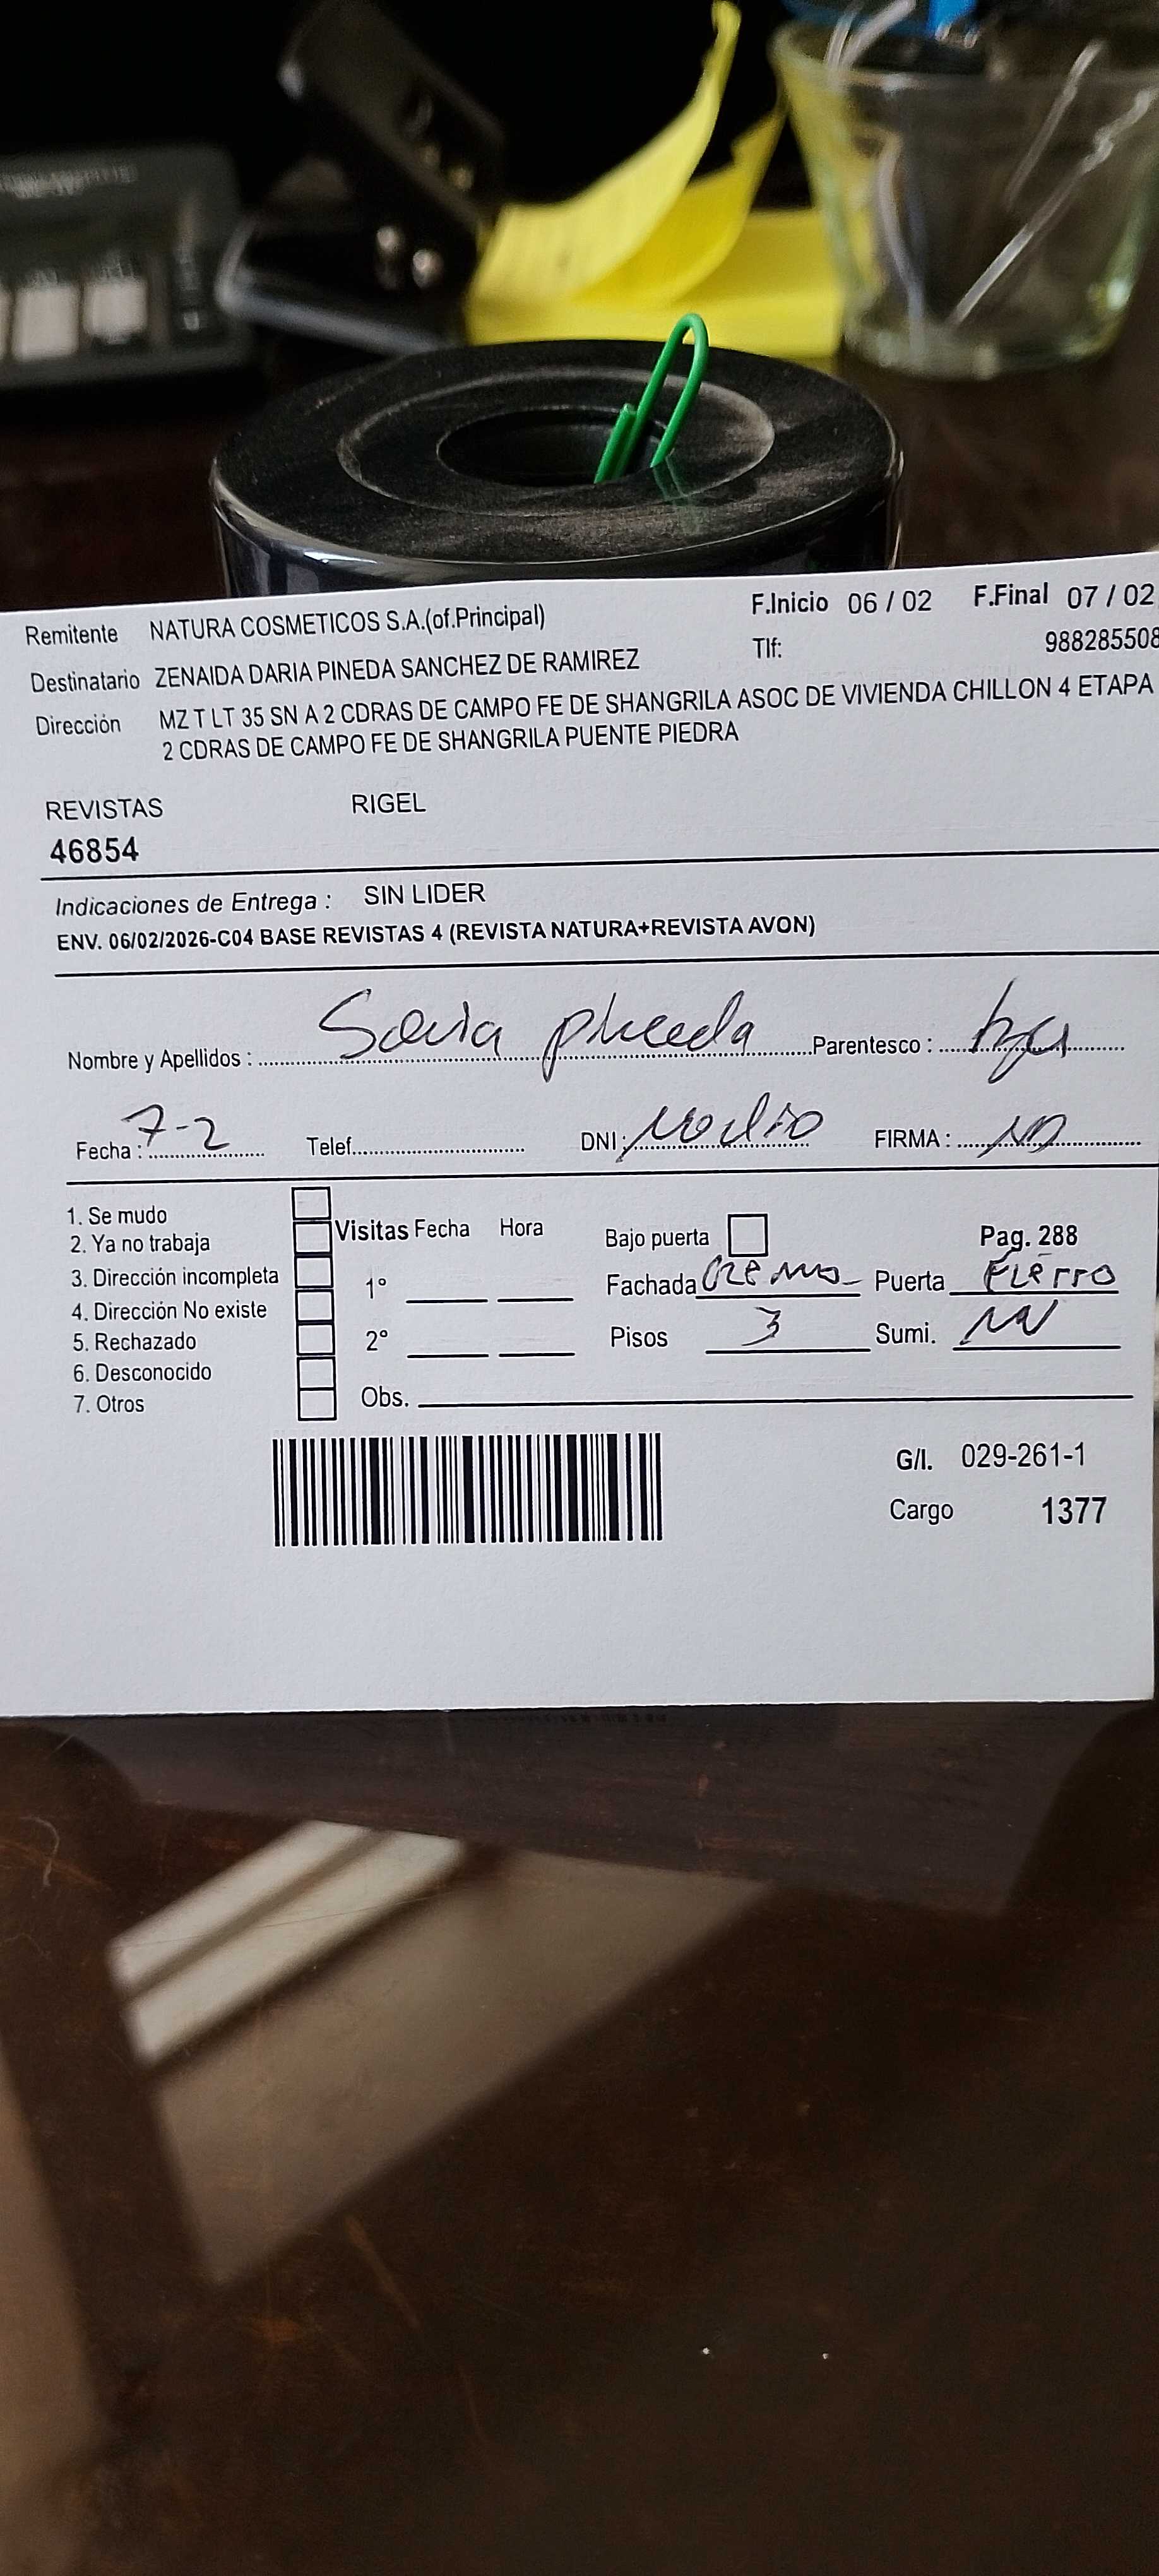 Remitente NATURA COSMETICOS S.A.(of.Principal) F.Inicio 06 / 02 F.Final 07 / 02
Destinatario ZENAIDA DARIA PINEDA SANCHEZ DE RAMIREZ Tlf: 988285508
Dirección MZ T LT 35 SN A 2 CDRAS DE CAMPO FE DE SHANGRILA ASOC DE VIVIENDA CHILLON 4 ETAPA
2 CDRAS DE CAMPO FE DE SHANGRILA PUENTE PIEDRA
REVISTAS RIGEL
46854
Indicaciones de Entrega : SIN LIDER
ENV. 06/02/2026-C04 BASE REVISTAS 4 (REVISTA NATURA+REVISTA AVON)
Nombre y Apellidos : pineda Parentesco :
Fecha : 7-2 Telef. DNI: FIRMA :
1. Se mudo
2. Ya no trabaja
3. Dirección incompleta
4. Dirección No existe
5. Rechazado
6. Desconocido
7. Otros
Visitas Fecha Hora
1°
2°
Obs.
Bajo puerta Pag. 288
Fachada Puerta Fierro
Pisos 3 Sumi.
G/I. 029-261-1
Cargo 1377